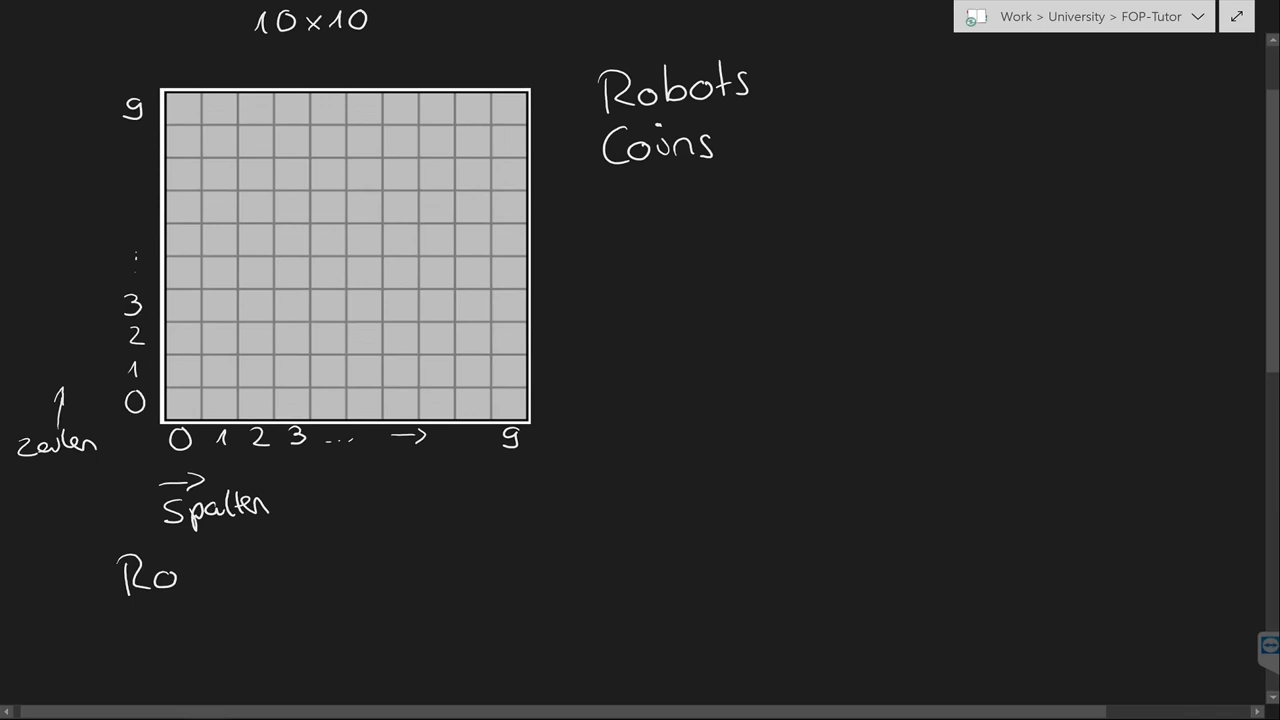 10 x 10
Work > University > FOP-Tutor
Robots
Coins
9
:
3
2
1
0
Zeilen
0 1 2 3 ... → 9
Spalten
Ro